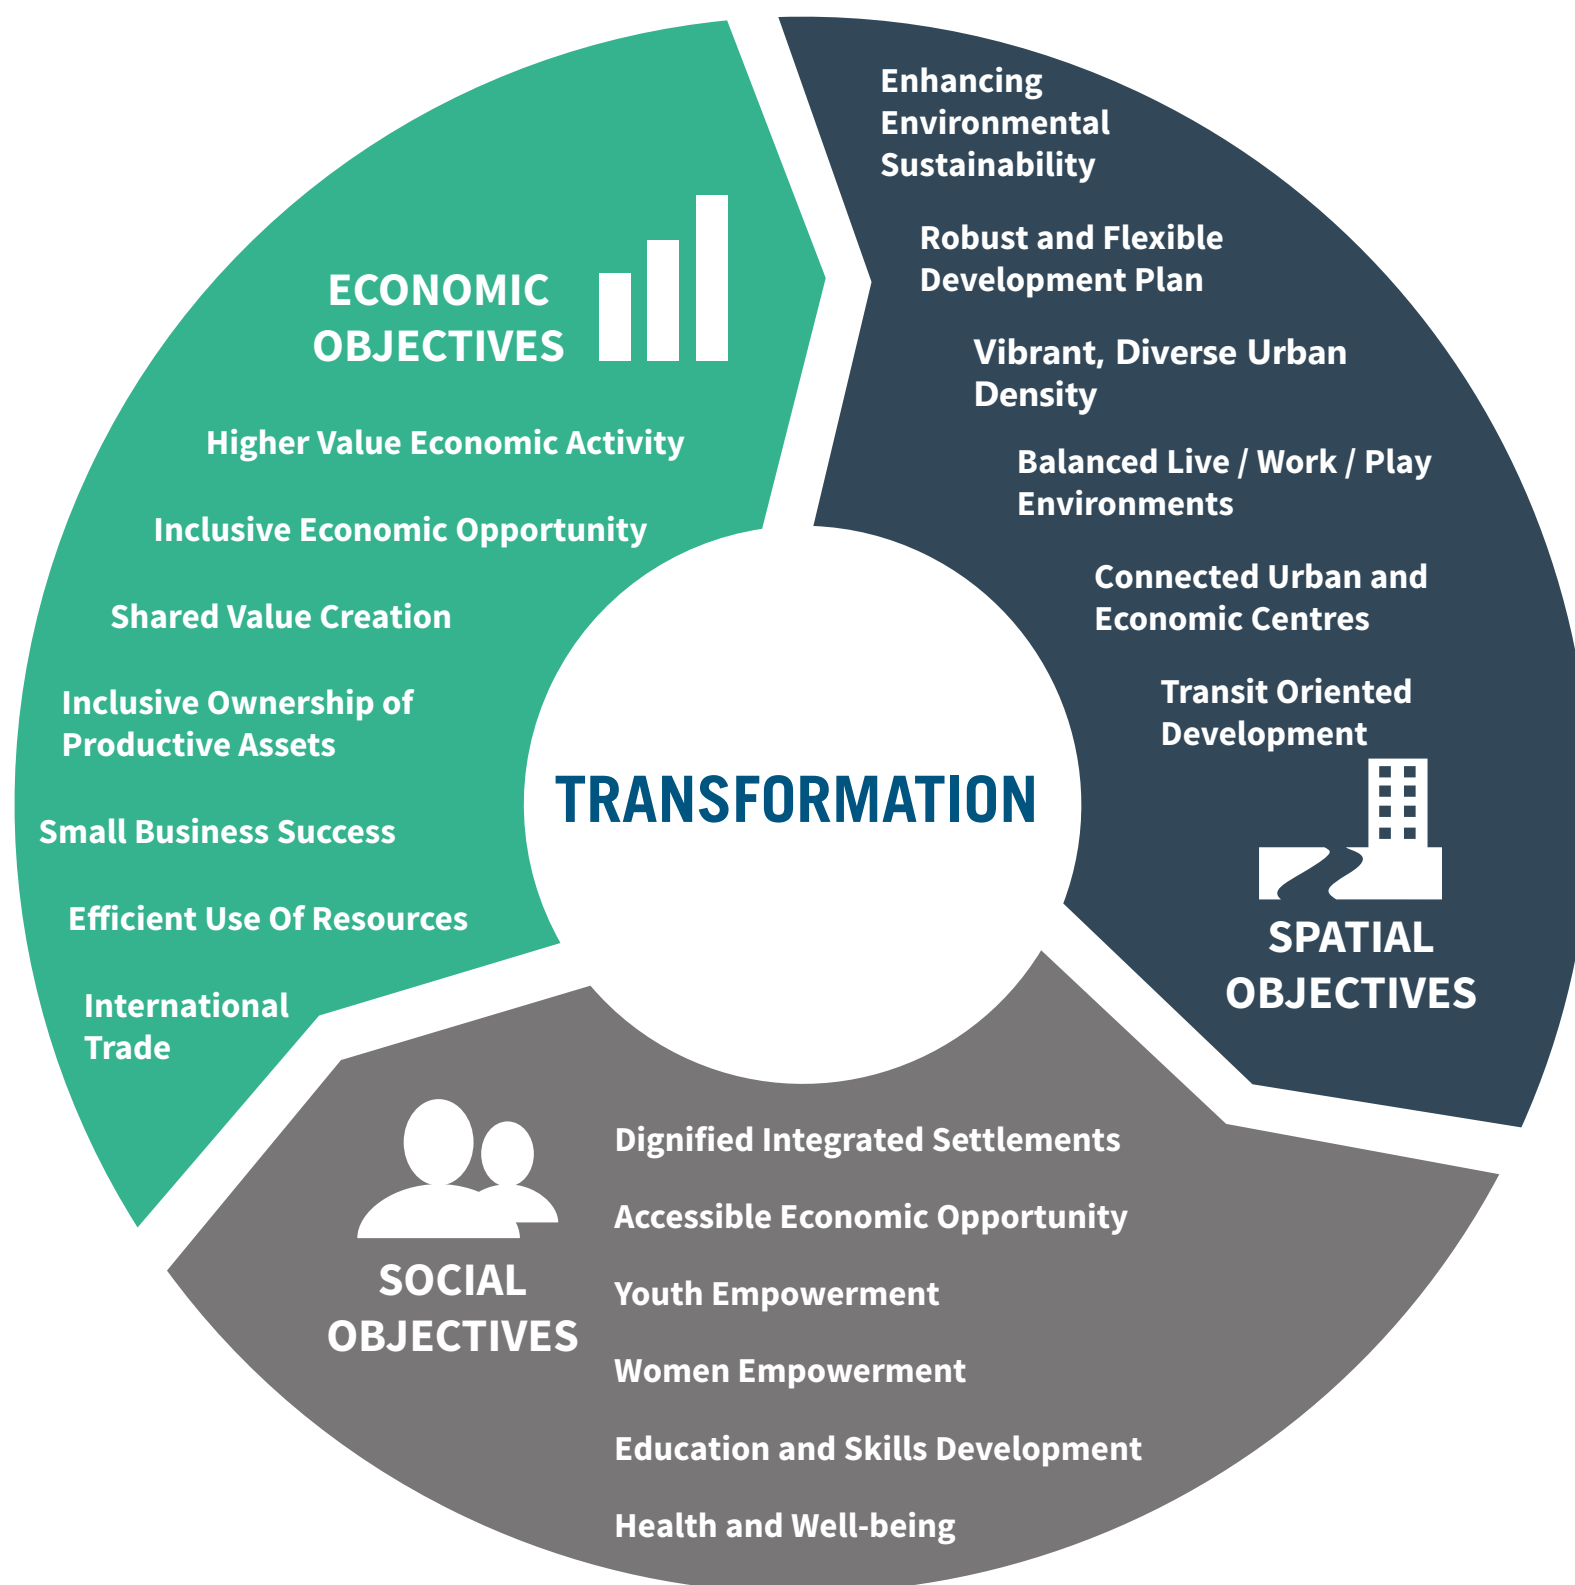 ECONOMIC
OBJECTIVES
Higher Value Economic Activity
Inclusive Economic Opportunity
Shared Value Creation
Inclusive Ownership of
Productive Assets
Small Business Success
Efficient Use Of Resources
International
Trade
Enhancing
Environmental
Sustainability
Robust and Flexible
Development Plan
Vibrant, Diverse Urban
Density
Balanced Live / Work / Play
Environments
Connected Urban and
Economic Centres
Transit Oriented
Development
SPATIAL
OBJECTIVES
TRANSFORMATION
SOCIAL
OBJECTIVES
Dignified Integrated Settlements
Accessible Economic Opportunity
Youth Empowerment
Women Empowerment
Education and Skills Development
Health and Well-being